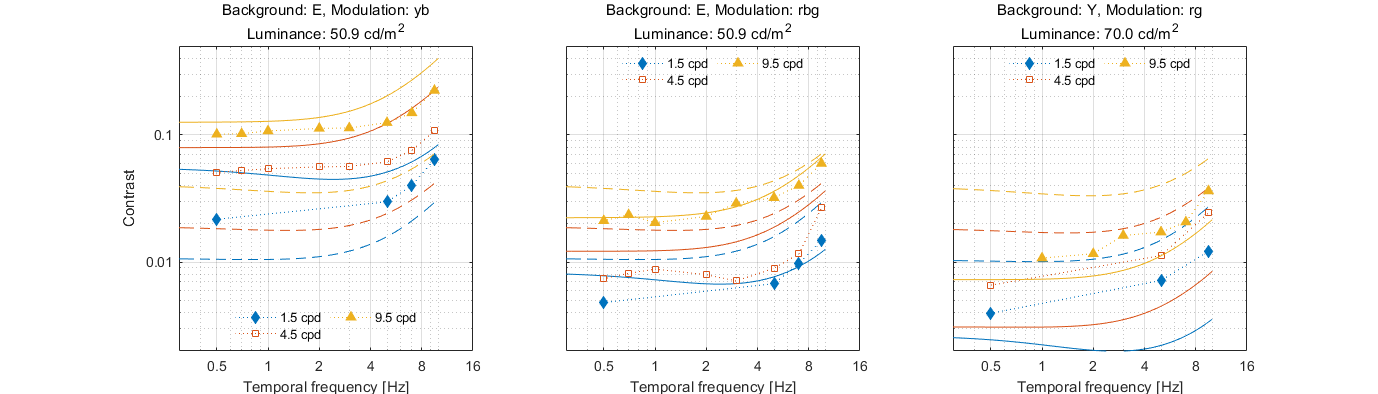 Background: E, Modulation: yb
Luminance: 50.9 cd/m²
Contrast
0.1
0.01
1.5 cpd
9.5 cpd
4.5 cpd
0.5 1 2 4 8 16
Temporal frequency [Hz]
Background: E, Modulation: rbg
Luminance: 50.9 cd/m²
1.5 cpd
9.5 cpd
4.5 cpd
0.5 1 2 4 8 16
Temporal frequency [Hz]
Background: Y, Modulation: rg
Luminance: 70.0 cd/m²
1.5 cpd
9.5 cpd
4.5 cpd
0.5 1 2 4 8 16
Temporal frequency [Hz]